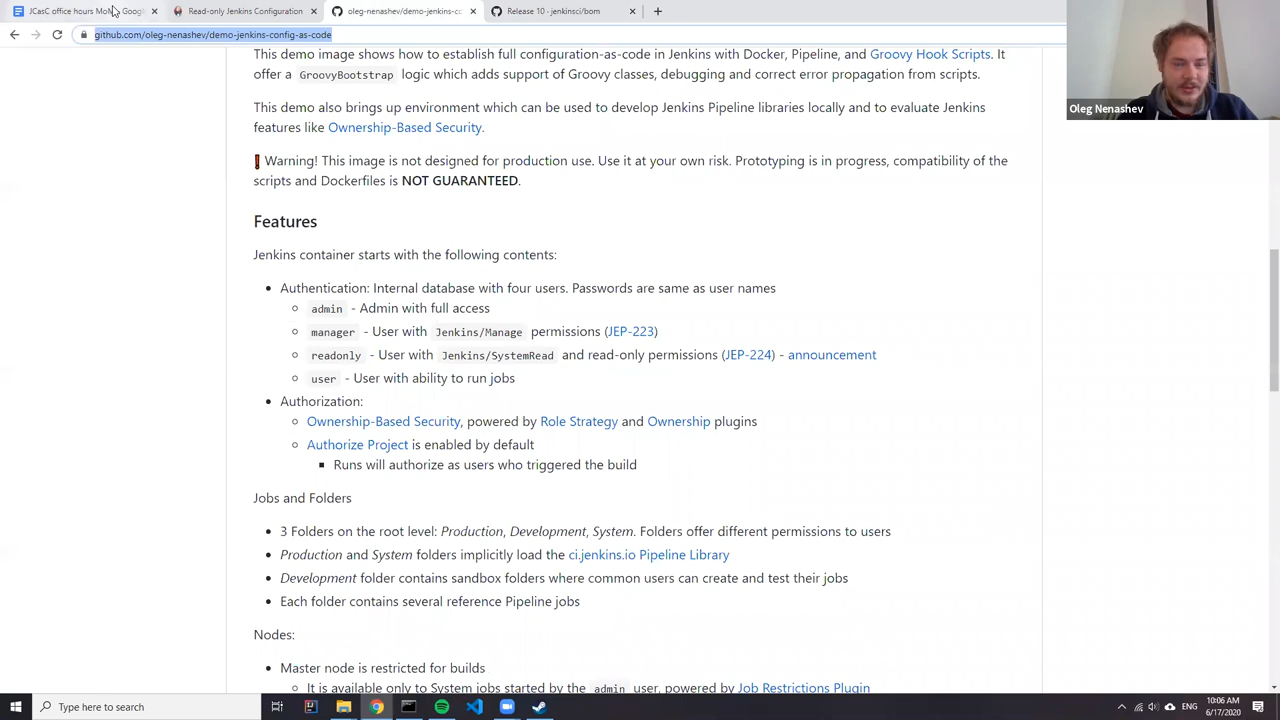 JCasC office hours MoM - Googl
Read-only Jenkins Configuration
oleg-nenashev/demo-jenkins-co
Release 10 · jenkinsci/bom
github.com/oleg-nenashev/demo-jenkins-config-as-code
Oleg Nenashev
This demo image shows how to establish full configuration-as-code in Jenkins with Docker, Pipeline, and Groovy Hook Scripts. It
offer a GroovyBootstrap logic which adds support of Groovy classes, debugging and correct error propagation from scripts.
This demo also brings up environment which can be used to develop Jenkins Pipeline libraries locally and to evaluate Jenkins
features like Ownership-Based Security.
❗ Warning! This image is not designed for production use. Use it at your own risk. Prototyping is in progress, compatibility of the
scripts and Dockerfiles is NOT GUARANTEED.
Features
Jenkins container starts with the following contents:
• Authentication: Internal database with four users. Passwords are same as user names
○ admin - Admin with full access
○ manager - User with Jenkins/Manage permissions (JEP-223)
○ readonly - User with Jenkins/SystemRead and read-only permissions (JEP-224) - announcement
○ user - User with ability to run jobs
• Authorization:
○ Ownership-Based Security, powered by Role Strategy and Ownership plugins
○ Authorize Project is enabled by default
▪ Runs will authorize as users who triggered the build
Jobs and Folders
• 3 Folders on the root level: Production, Development, System. Folders offer different permissions to users
• Production and System folders implicitly load the ci.jenkins.io Pipeline Library
• Development folder contains sandbox folders where common users can create and test their jobs
• Each folder contains several reference Pipeline jobs
Nodes:
• Master node is restricted for builds
○ It is available only to System jobs started by the admin user, powered by Job Restrictions Plugin
Type here to search
10:06 AM
6/17/2020